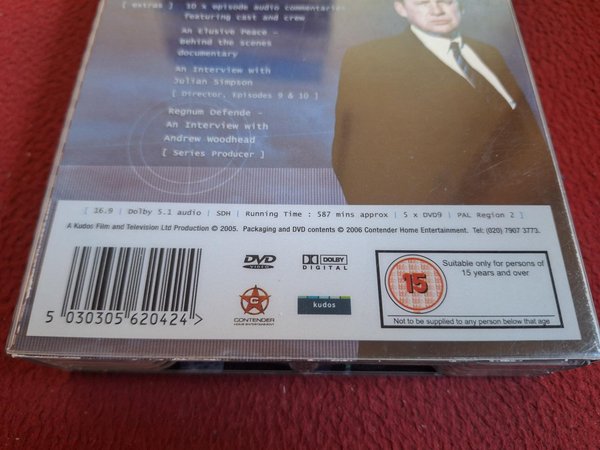 [ extras ] 10 x episode audio commentaries
featuring cast and crew
An Elusive Peace -
behind the scenes
documentary
An Interview with
Julian Simpson
[ Director, Episodes 9 & 10 ]
Regnum Defende -
An Interview with
Andrew Woodhead
[ Series Producer ]
[ 16.9 | Dolby 5.1 audio | SDH | Running Time : 587 mins approx | 5 x DVD9 | PAL Region 2 ]
A Kudos Film and Television Ltd Production © 2005. Packaging and DVD contents © 2006 Contender Home Entertainment. Tel: (020) 7907 3773.
DVD
VIDEO
DOLBY
DIGITAL
CONTENDER
HOME ENTERTAINMENT
kudos
15
Suitable only for persons of
15 years and over
Not to be supplied to any person below that age
5 030305 620424 >